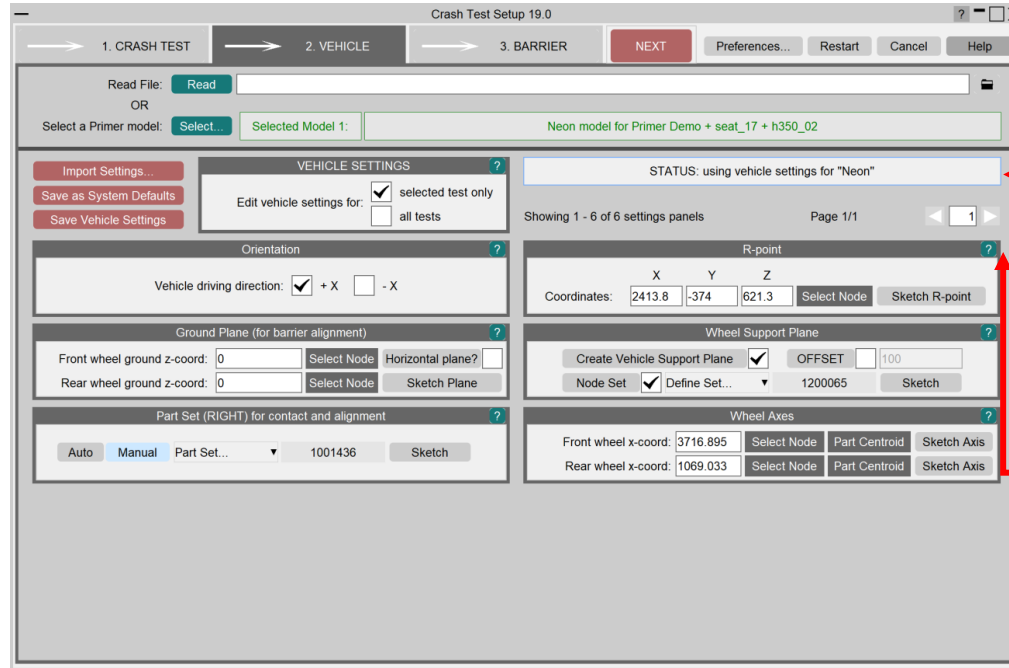 Crash Test Setup 19.0 ?
1. CRASH TEST 2. VEHICLE 3. BARRIER NEXT Preferences... Restart Cancel Help
Read File: Read
OR
Select a Primer model: Select... Selected Model 1: Neon model for Primer Demo + seat_17 + h350_02
Import Settings...
Save as System Defaults
Save Vehicle Settings
VEHICLE SETTINGS ?
Edit vehicle settings for: selected test only
all tests
STATUS: using vehicle settings for "Neon"
Showing 1 - 6 of 6 settings panels Page 1/1 1
Orientation ?
Vehicle driving direction: + X - X
R-point ?
X Y Z
Coordinates: 2413.8 -374 621.3 Select Node Sketch R-point
Ground Plane (for barrier alignment) ?
Front wheel ground z-coord: 0 Select Node Horizontal plane?
Rear wheel ground z-coord: 0 Select Node Sketch Plane
Wheel Support Plane ?
Create Vehicle Support Plane OFFSET 100
Node Set Define Set... 1200065 Sketch
Part Set (RIGHT) for contact and alignment ?
Auto Manual Part Set... 1001436 Sketch
Wheel Axes ?
Front wheel x-coord: 3716.895 Select Node Part Centroid Sketch Axis
Rear wheel x-coord: 1069.033 Select Node Part Centroid Sketch Axis